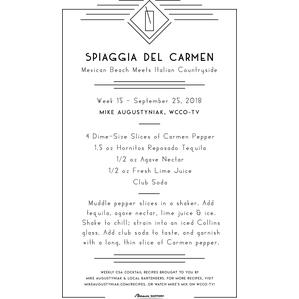 SPIAGGIA DEL CARMEN
Mexican Beach Meets Italian Countryside
Week 15 - September 25, 2018
MIKE AUGUSTYNIAK, WCCO-TV
4 Dime-Size Slices of Carmen Pepper
1.5 oz Hornitos Reposado Tequila
1/2 oz Agave Nectar
1/2 oz Fresh Lime Juice
Club Soda
Muddle pepper slices in a shaker. Add
tequila, agave nectar, lime juice & ice.
Shake to chill; strain into an iced Collins
glass. Add club soda to taste, and garnish
with a long, thin slice of Carmen pepper.
WEEKLY CSA COCKTAIL RECIPES BROUGHT TO YOU BY
MIKE AUGUSTYNIAK & LOCAL BARTENDERS. FOR MORE RECIPES, VISIT
MIKEAUGUSTYNIAK.COM/RECIPES, OR WATCH MIKE'S MIX ON WCCO-TV!